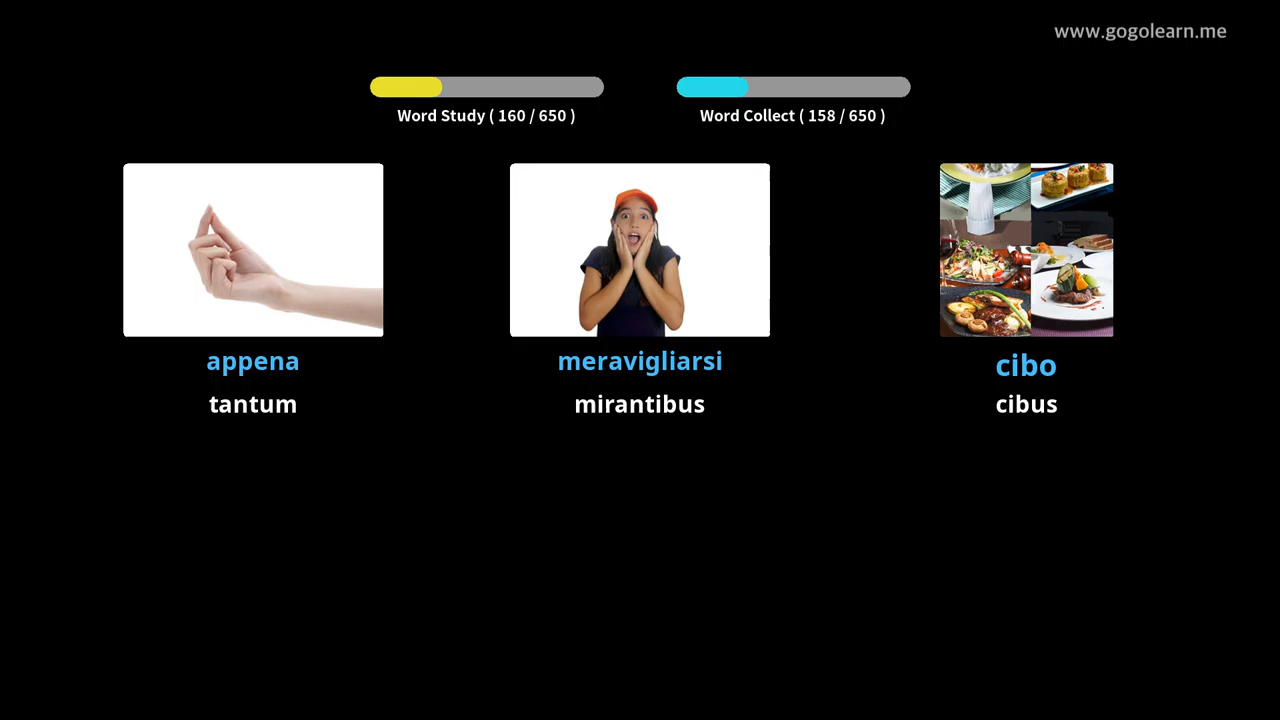 www.gogolearn.me
Word Study ( 160 / 650 )
Word Collect ( 158 / 650 )
appena
tantum
meravigliarsi
mirantibus
cibo
cibus